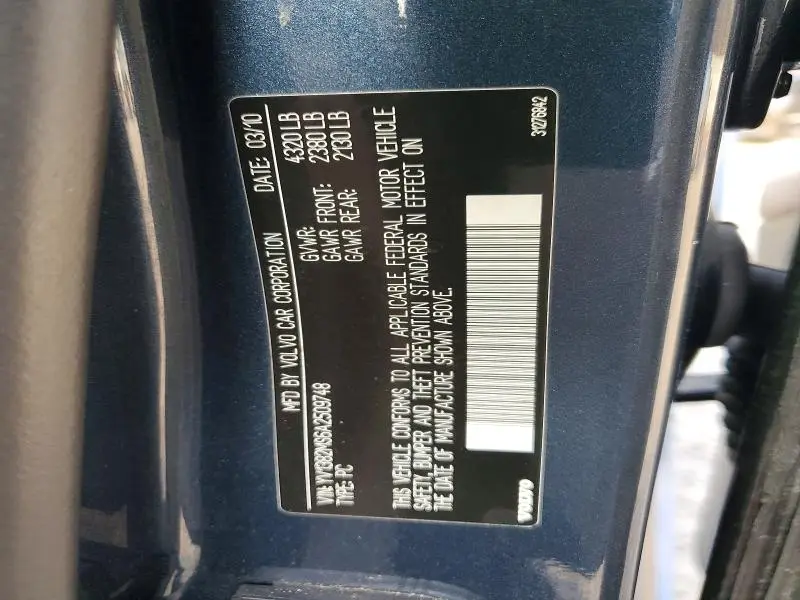 MFD BY VOLVO CAR CORPORATION DATE: 03/10
GVWR: 4320 LB
GAWR FRONT: 2380 LB
GAWR REAR: 2130 LB
VIN: YV1382MS6A2509748
TYPE: PC
THIS VEHICLE CONFORMS TO ALL APPLICABLE FEDERAL MOTOR VEHICLE
SAFETY, BUMPER AND THEFT PREVENTION STANDARDS IN EFFECT ON
THE DATE OF MANUFACTURE SHOWN ABOVE.
VOLVO 31276842